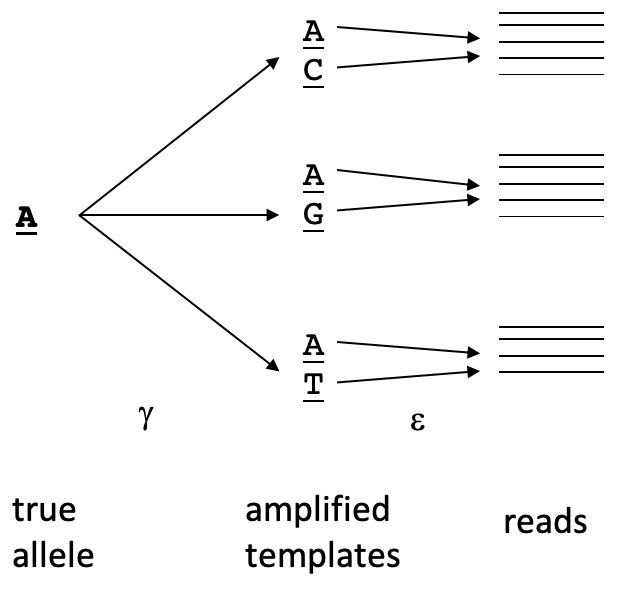 A
C
A
A
G
A
T
γ
ε
true
allele
amplified
templates
reads